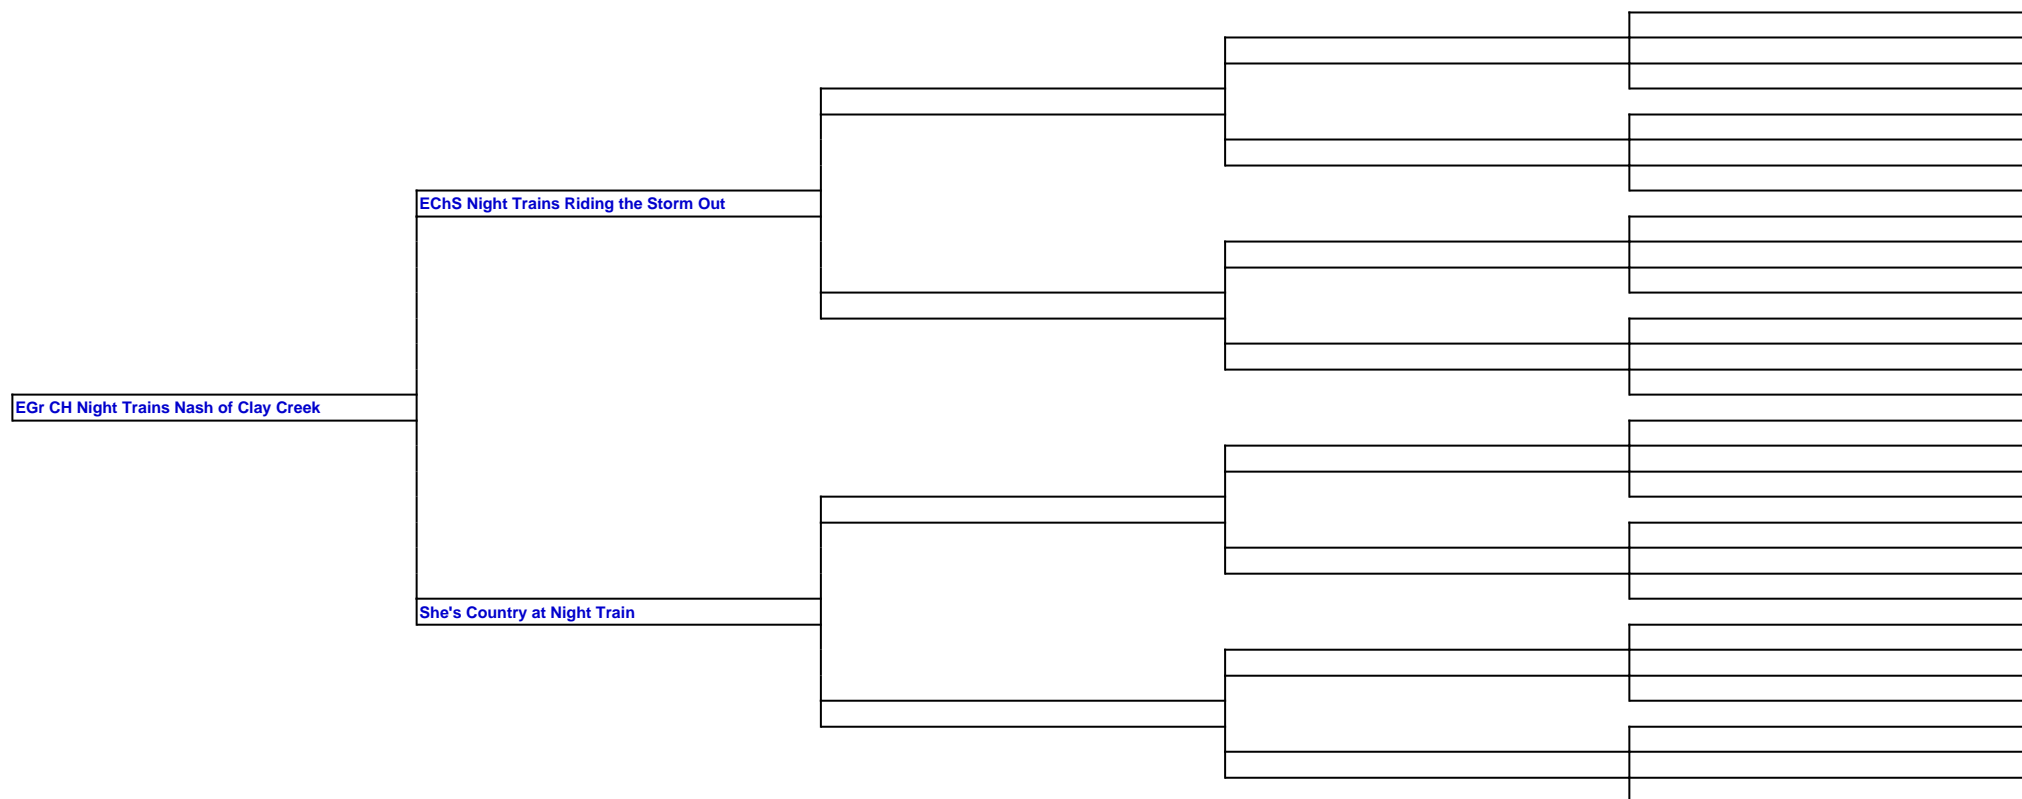 EChS Night Trains Riding the Storm Out
EGr CH Night Trains Nash of Clay Creek
She's Country at Night Train